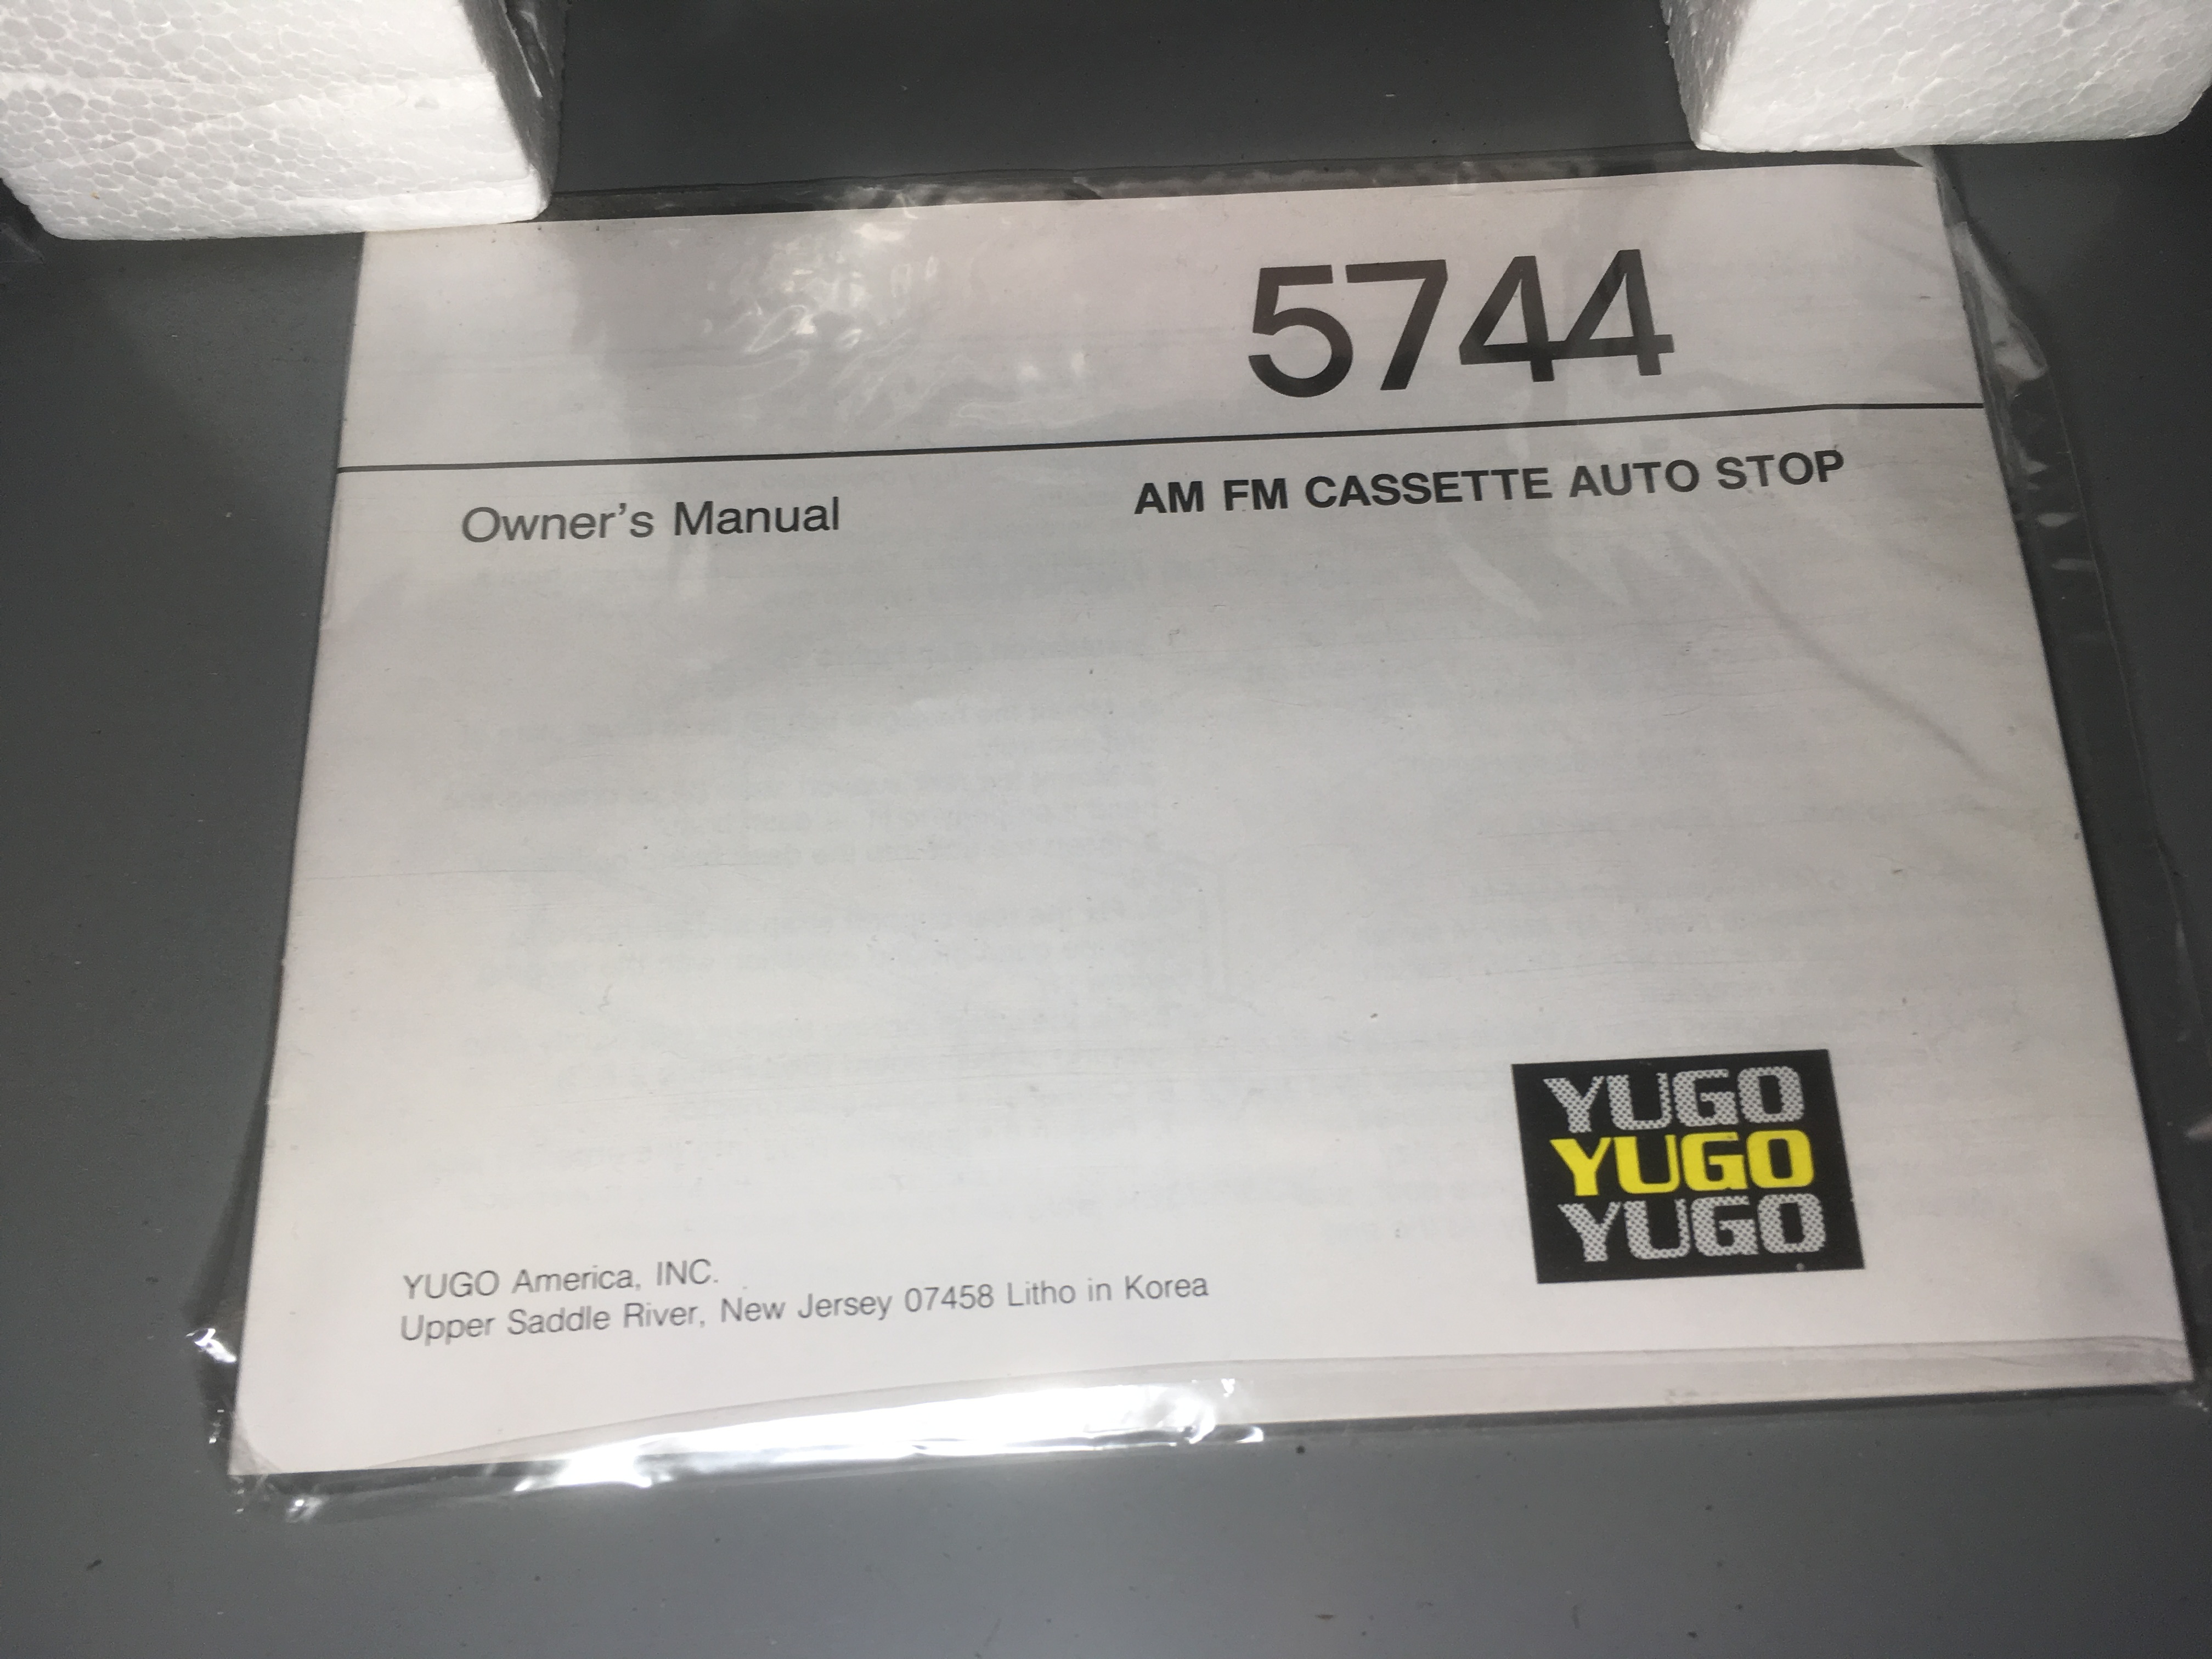 5744
Owner's Manual
AM FM CASSETTE AUTO STOP
YUGO
YUGO
YUGO
YUGO America, INC.
Upper Saddle River, New Jersey 07458 Litho in Korea